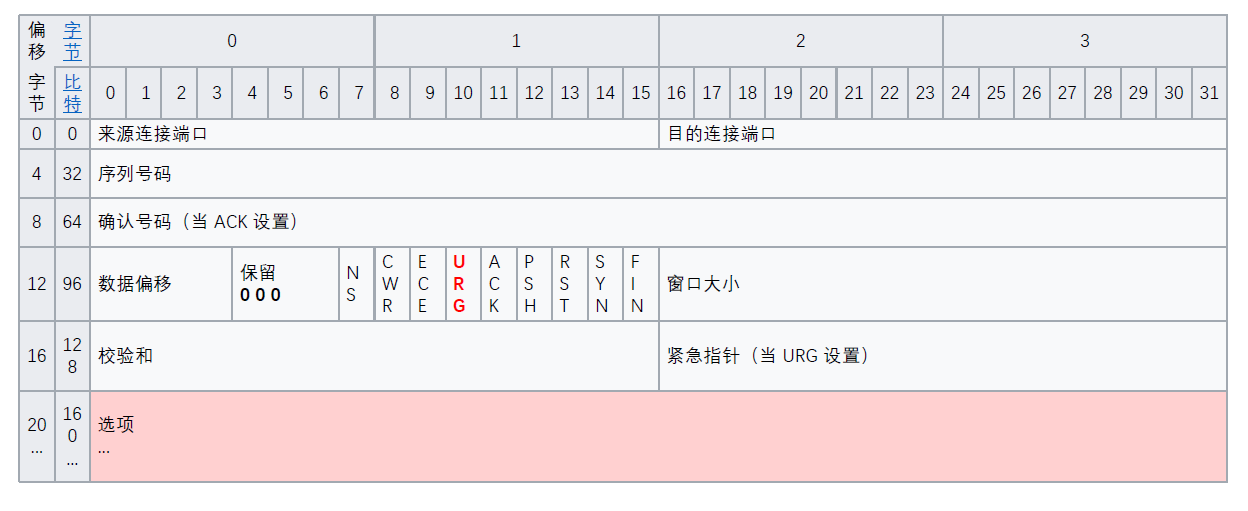 偏移 字节 0 1 2 3
字节 比特 0 1 2 3 4 5 6 7 8 9 10 11 12 13 14 15 16 17 18 19 20 21 22 23 24 25 26 27 28 29 30 31
0 0 来源连接端口 目的连接端口
4 32 序列号码
8 64 确认号码（当 ACK 设置）
12 96 数据偏移 保留 0 0 0 NS CWR ECE URG ACK PSH RST SYN FIN 窗口大小
16 128 校验和 紧急指针（当 URG 设置）
20 160 选项
... ... ...